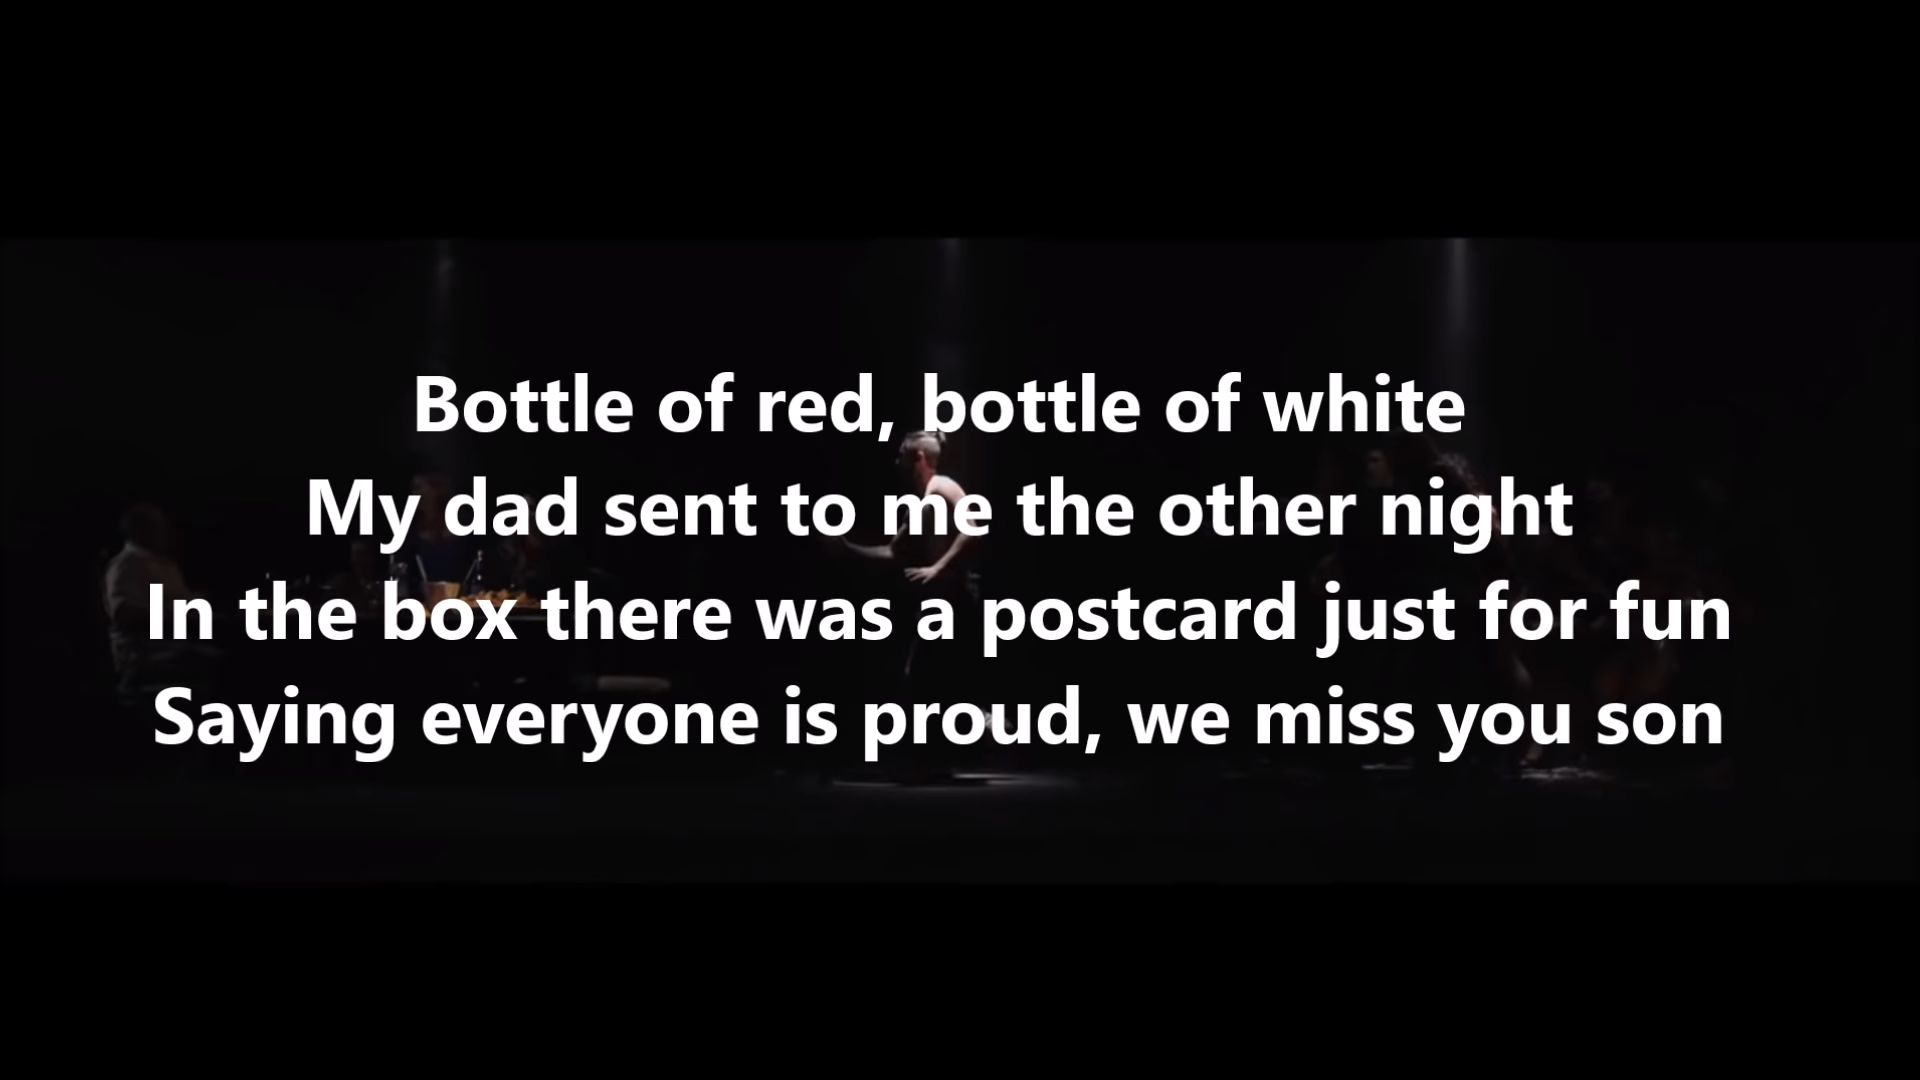 Bottle of red, bottle of white
My dad sent to me the other night
In the box there was a postcard just for fun
Saying everyone is proud, we miss you son